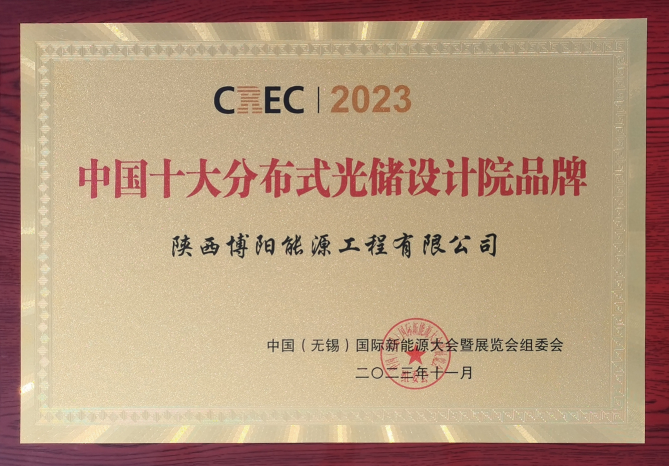 CREC | 2023
中国十大分布式光储设计院品牌
陕西博阳能源工程有限公司
中国（无锡）国际新能源大会暨展览会组委会
二〇二三年十一月